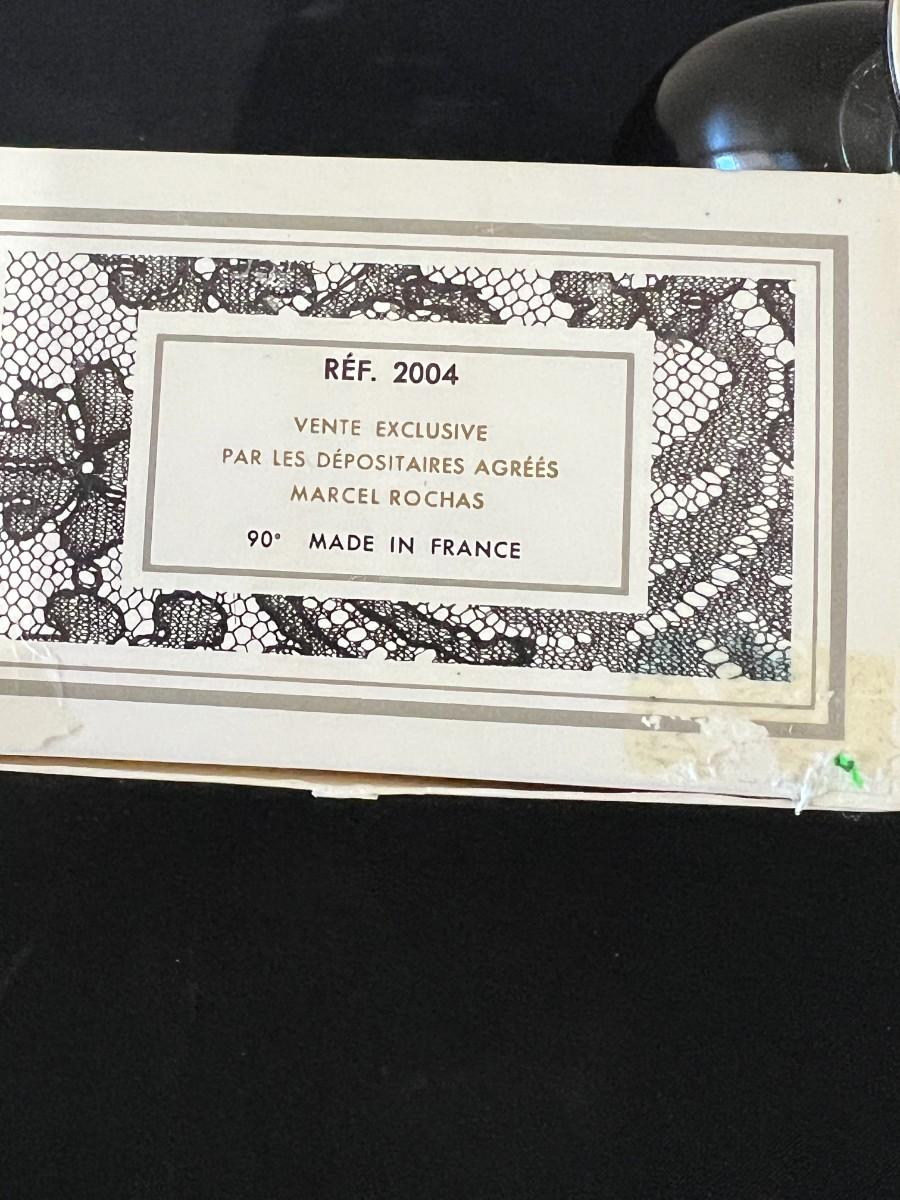 RÉF. 2004
VENTE EXCLUSIVE
PAR LES DÉPOSITAIRES AGRÉÉS
MARCEL ROCHAS
90° MADE IN FRANCE